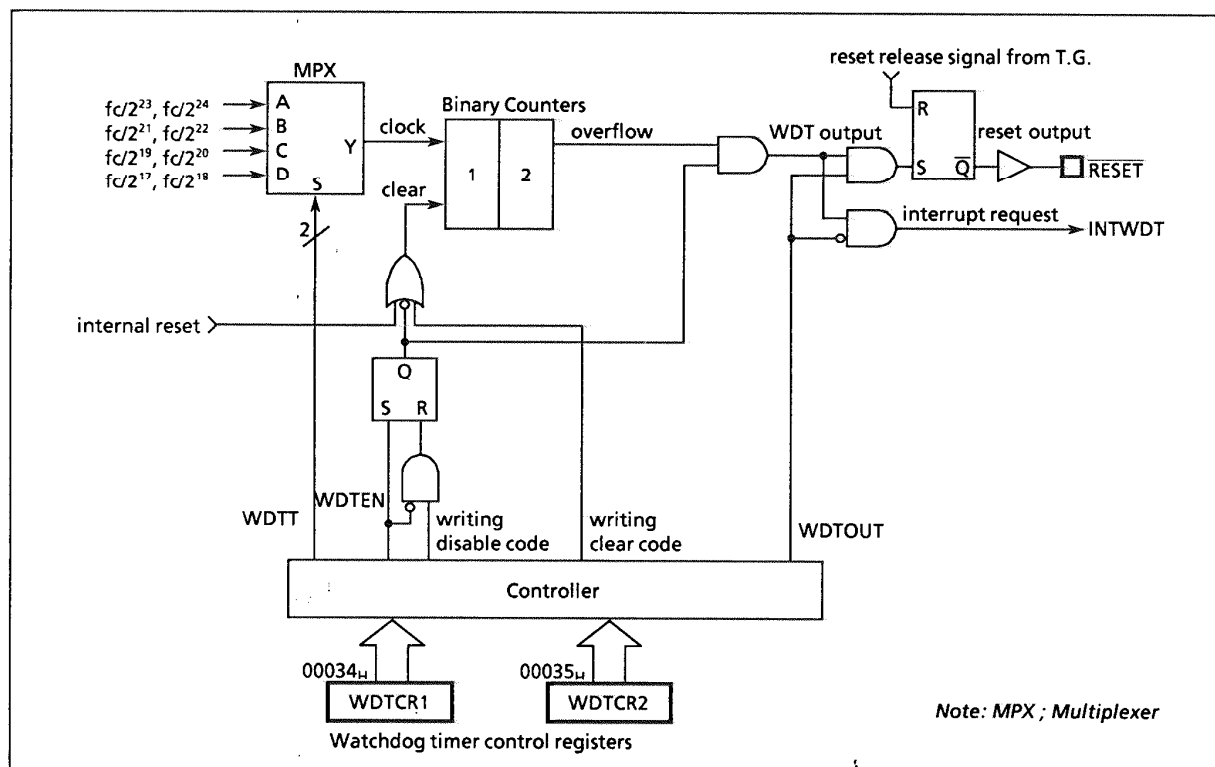 reset release signal from T.G.
MPX
fc/2²³, fc/2²⁴
fc/2²¹, fc/2²²
fc/2¹⁹, fc/2²⁰
fc/2¹⁷, fc/2¹⁸
A
B
C
D
S
Y
clock
clear
Binary Counters
1
2
overflow
WDT output
R
S
Q̅
reset output
R̅E̅S̅E̅T̅
interrupt request
INTWDT
2
internal reset
Q
S
R
WDTT
WDTEN
writing
disable code
writing
clear code
WDTOUT
Controller
00034H
WDTCR1
00035H
WDTCR2
Watchdog timer control registers
Note: MPX ; Multiplexer